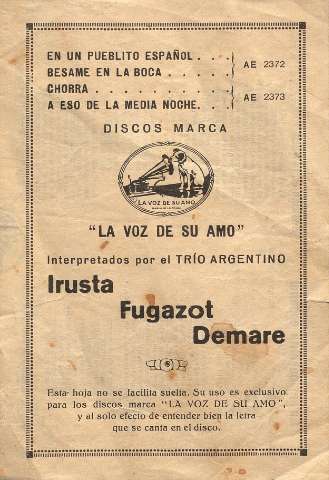 EN UN PUEBLITO ESPAÑOL . . .
BESAME EN LA BOCA . . . . . .
AE 2372
CHORRA . . . . . . . . . .
A ESO DE LA MEDIA NOCHE. . .
AE 2373
DISCOS MARCA
LA VOZ DE SU AMO
"LA VOZ DE SU AMO"
Interpretados por el TRÍO ARGENTINO
Irusta
Fugazot
Demare
Esta hoja no se facilita suelta. Su uso es exclusivo
para los discos marca "LA VOZ DE SU AMO",
y al solo efecto de entender bien la letra
que se canta en el disco.